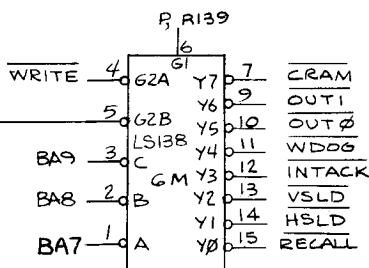 P, R139
6
G1
WRITE 4 G2A Y7 7 CRAM
Y6 9 OUT1
5 G2B Y5 10 OUTØ
LS138 Y4 11 WDOG
BA9 3 C 6M Y3 12 INTACK
BA8 2 B Y2 13 VSLD
Y1 14 HSLD
BA7 1 A YØ 15 RECALL